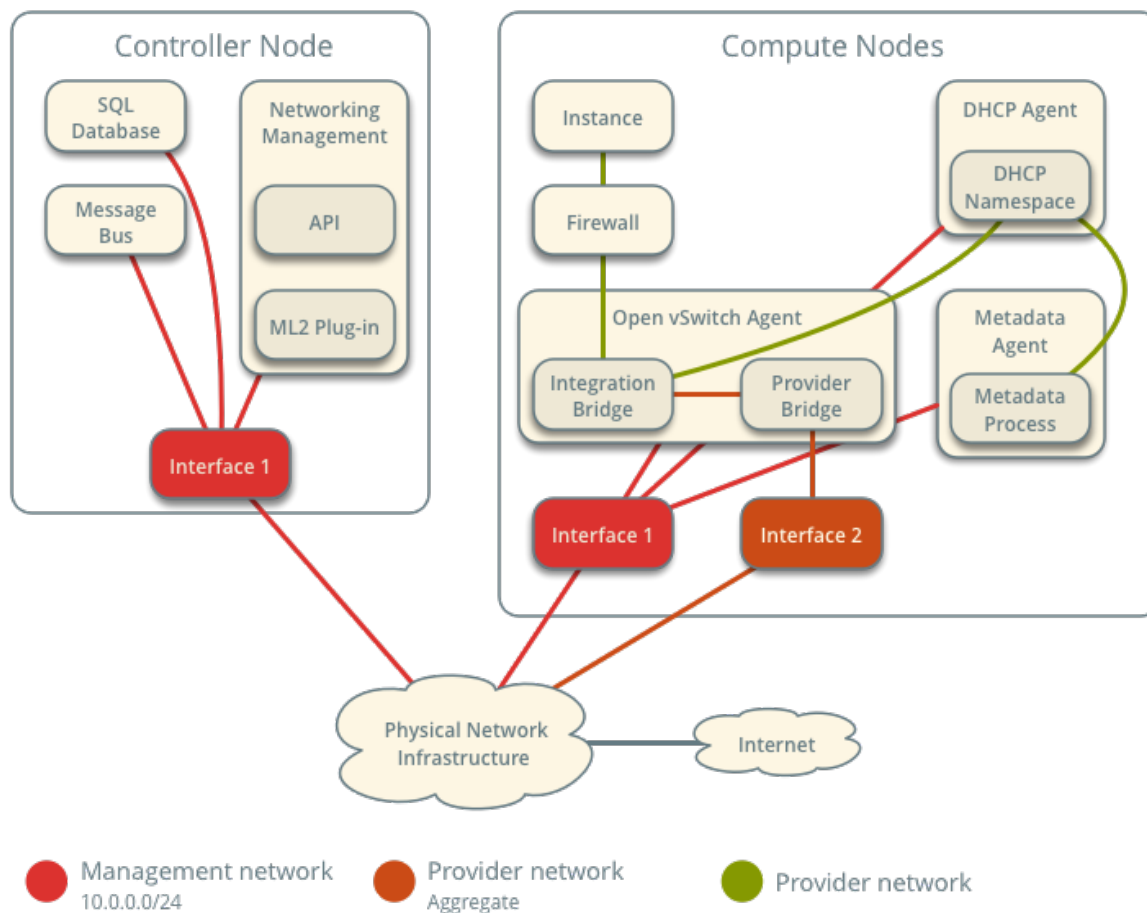 Controller Node
SQL
Database
Networking
Management
Message
Bus
API
ML2 Plug-in
Interface 1
Compute Nodes
Instance
DHCP Agent
DHCP
Namespace
Firewall
Open vSwitch Agent
Metadata
Agent
Integration
Bridge
Provider
Bridge
Metadata
Process
Interface 1
Interface 2
Physical Network
Infrastructure
Internet
Management network
10.0.0.0/24
Provider network
Aggregate
Provider network